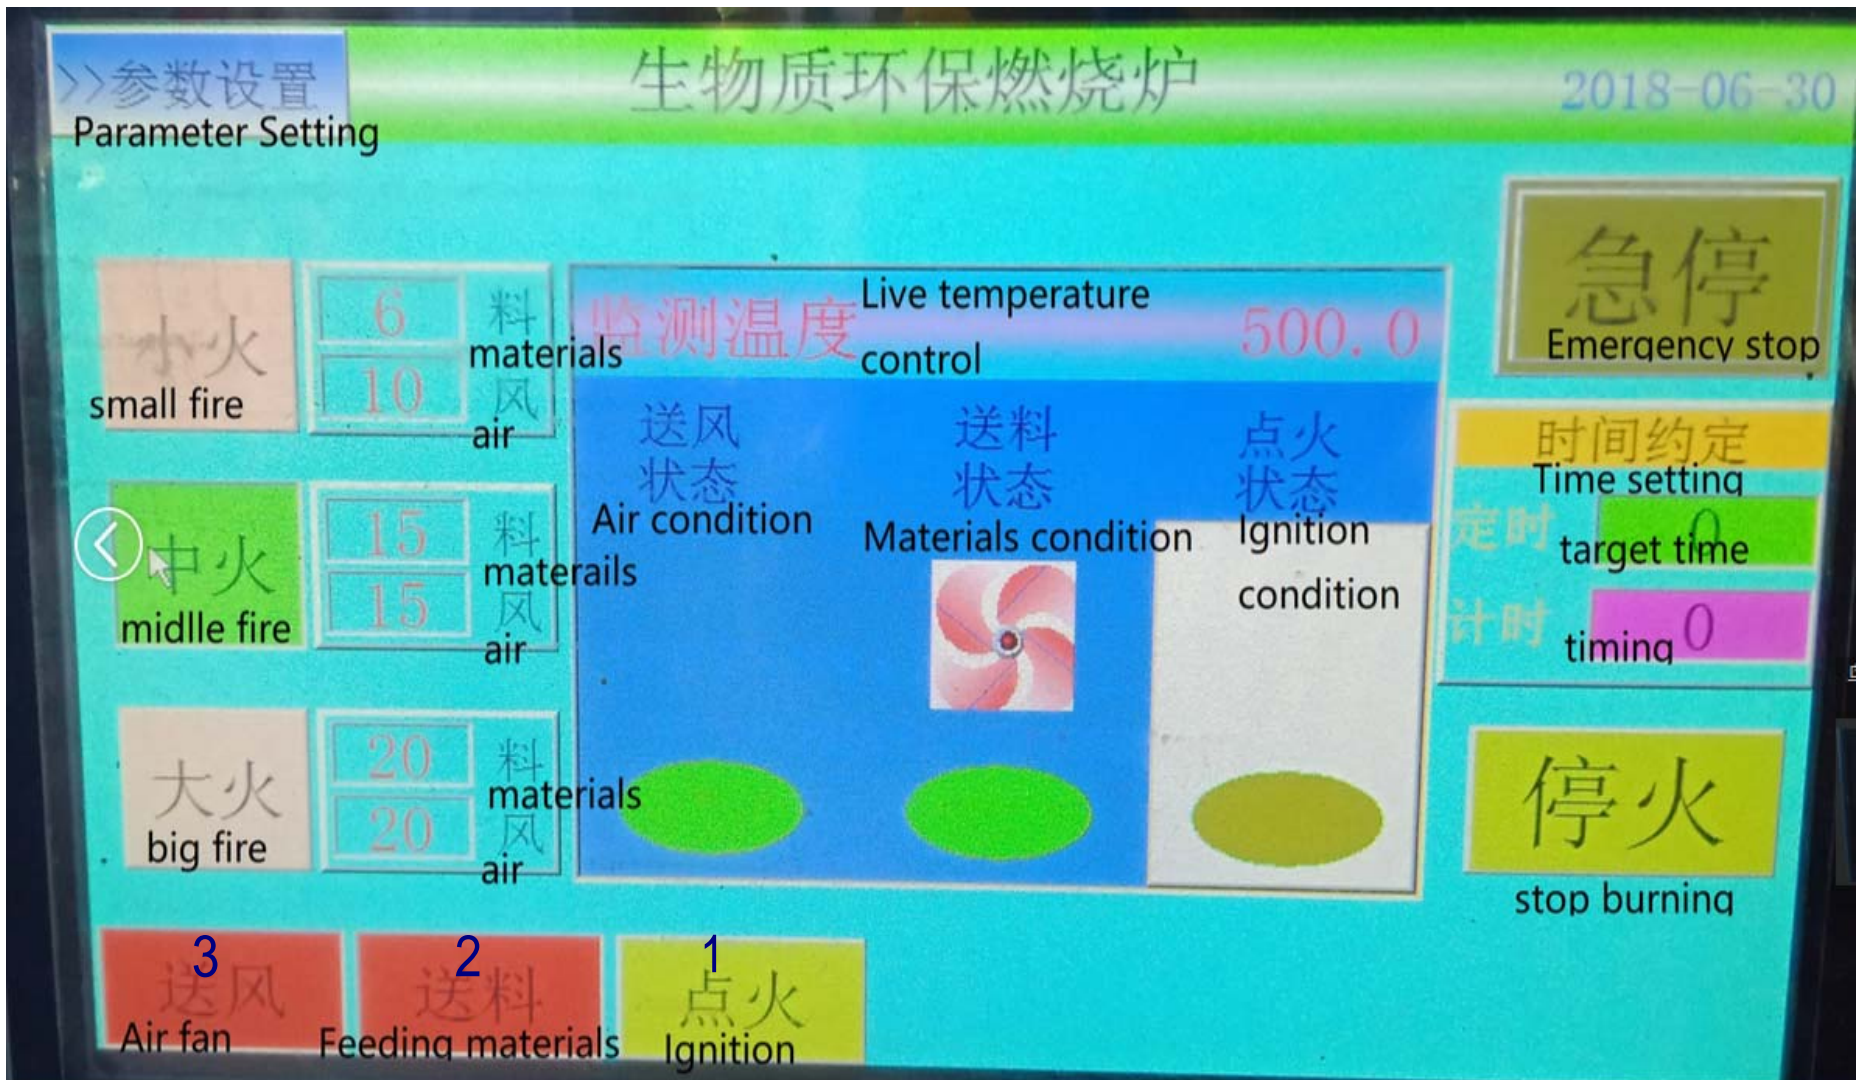 >>参数设置
Parameter Setting
生物质环保燃烧炉
2018-06-30
小火
small fire
6
料
materials
10
风
air
中火
midlle fire
15
料
materails
15
风
air
大火
big fire
20
料
materials
20
风
air
监测温度
Live temperature
control
500.0
送风
状态
Air condition
送料
状态
Materials condition
点火
状态
Ignition
condition
急停
Emergency stop
时间约定
Time setting
定时
0
target time
计时
0
timing
停火
stop burning
3
送风
Air fan
2
送料
Feeding materials
1
点火
Ignition